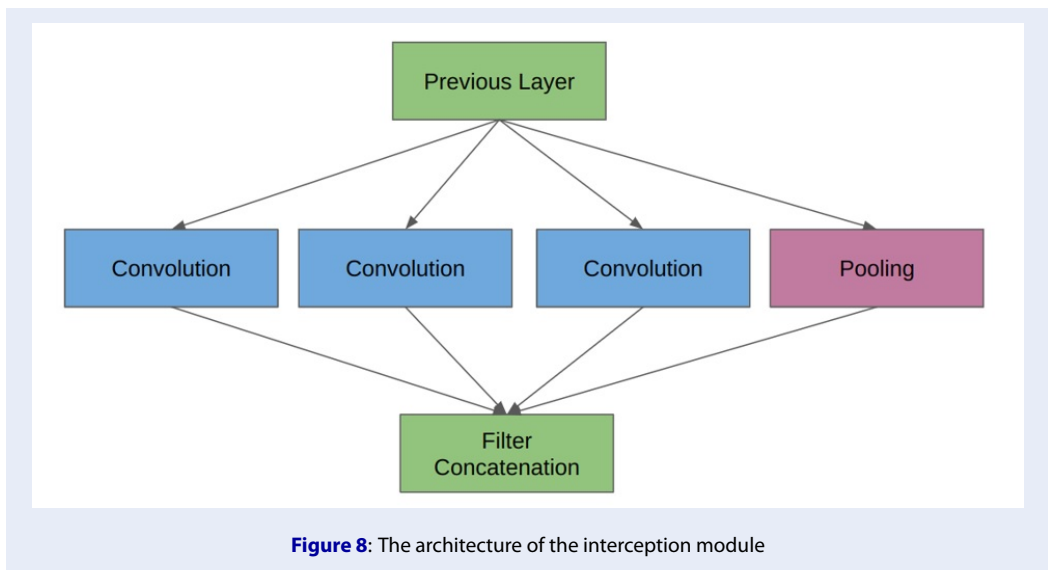 Previous Layer
Convolution
Convolution
Convolution
Pooling
Filter
Concatenation
Figure 8: The architecture of the interception module